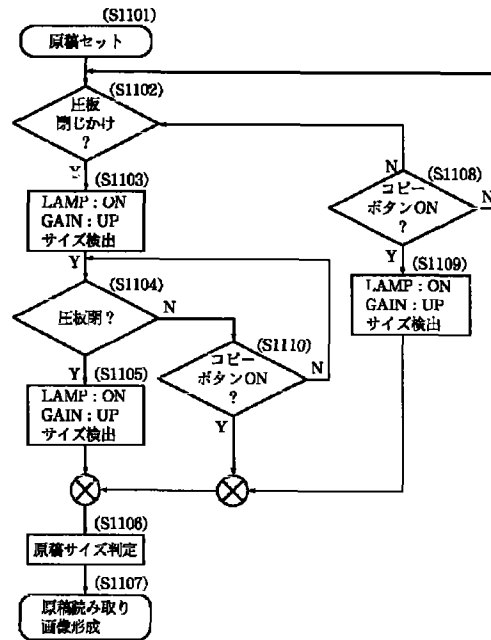 (S1101)
原稿セット
(S1102)
圧板
閉じかけ
?
Y
(S1103)
LAMP : ON
GAIN : UP
サイズ検出
Y
(S1104)
圧板閉?
N
Y
(S1105)
LAMP : ON
GAIN : UP
サイズ検出
(S1110)
コピー
ボタンON
?
N
Y
N
(S1108)
コピー
ボタンON
?
N
Y
(S1109)
LAMP : ON
GAIN : UP
サイズ検出
(S1106)
原稿サイズ判定
(S1107)
原稿読み取り
画像形成